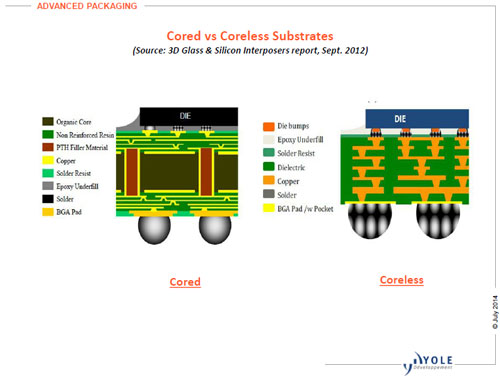 ADVANCED PACKAGING
Cored vs Coreless Substrates
(Source: 3D Glass & Silicon Interposers report, Sept. 2012)
DIE
Organic Core
Non Reinforced Resin
PTH Filler Material
Copper
Solder Resist
Epoxy Underfill
Solder
BGA Pad
Cored
DIE
Die bumps
Epoxy Underfill
Solder Resist
Dielectric
Copper
Solder
BGA Pad /w Pocket
Coreless
© July 2014
YOLE
Développement